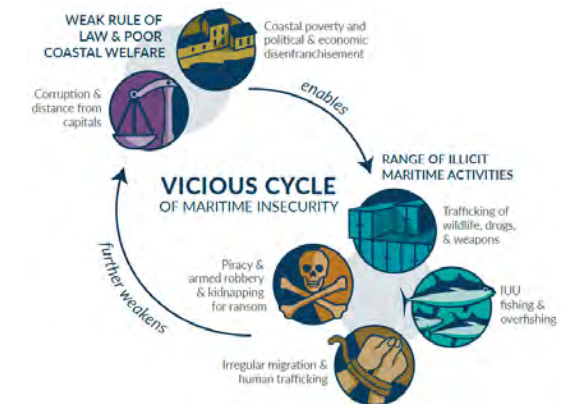 WEAK RULE OF
LAW & POOR
COASTAL WELFARE
Coastal poverty and
political & economic
disenfranchisement
Corruption &
distance from
capitals
enables
RANGE OF ILLICIT
MARITIME ACTIVITIES
VICIOUS CYCLE
OF MARITIME INSECURITY
Trafficking of
wildlife, drugs,
& weapons
Piracy &
armed robbery
& kidnapping
for ransom
IUU
fishing &
overfishing
further weakens
Irregular migration &
human trafficking